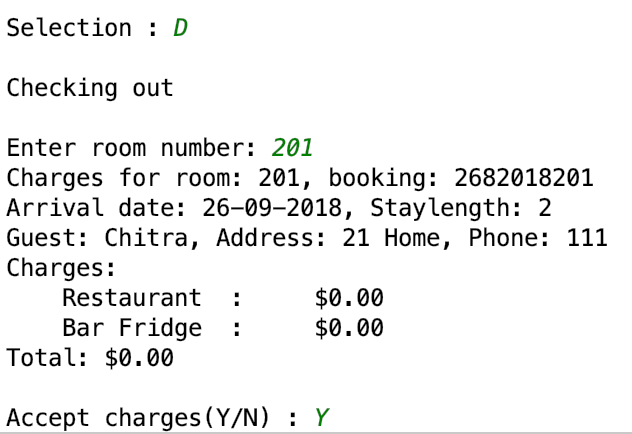 Selection : D
Checking out
Enter room number: 201
Charges for room: 201, booking: 2682018201
Arrival date: 26-09-2018, Staylength: 2
Guest: Chitra, Address: 21 Home, Phone: 111
Charges:
Restaurant : $0.00
Bar Fridge : $0.00
Total: $0.00
Accept charges(Y/N) : Y